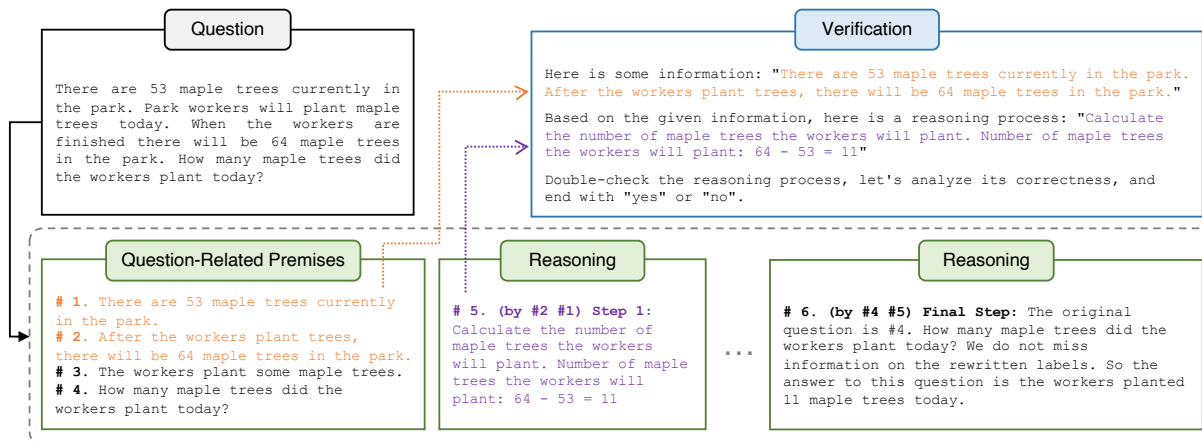 Question
There are 53 maple trees currently in
the park. Park workers will plant maple
trees today. When the workers are
finished there will be 64 maple trees
in the park. How many maple trees did
the workers plant today?
Verification
Here is some information: "There are 53 maple trees currently in the park.
After the workers plant trees, there will be 64 maple trees in the park."
Based on the given information, here is a reasoning process: "Calculate
the number of maple trees the workers will plant. Number of maple trees
the workers will plant: 64 - 53 = 11"
Double-check the reasoning process, let's analyze its correctness, and
end with "yes" or "no".
Question-Related Premises
# 1. There are 53 maple trees currently
in the park.
# 2. After the workers plant trees,
there will be 64 maple trees in the park.
# 3. The workers plant some maple trees.
# 4. How many maple trees did the
workers plant today?
Reasoning
# 5. (by #2 #1) Step 1:
Calculate the number of
maple trees the workers
will plant. Number of maple
trees the workers will
plant: 64 - 53 = 11
...
Reasoning
# 6. (by #4 #5) Final Step: The original
question is #4. How many maple trees did the
workers plant today? We do not miss
information on the rewritten labels. So the
answer to this question is the workers planted
11 maple trees today.